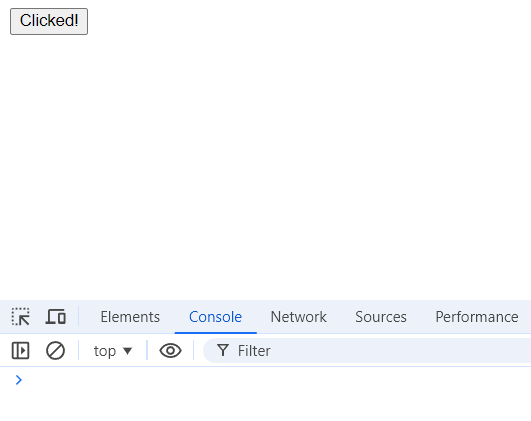 Clicked!
Elements Console Network Sources Performance
top Filter